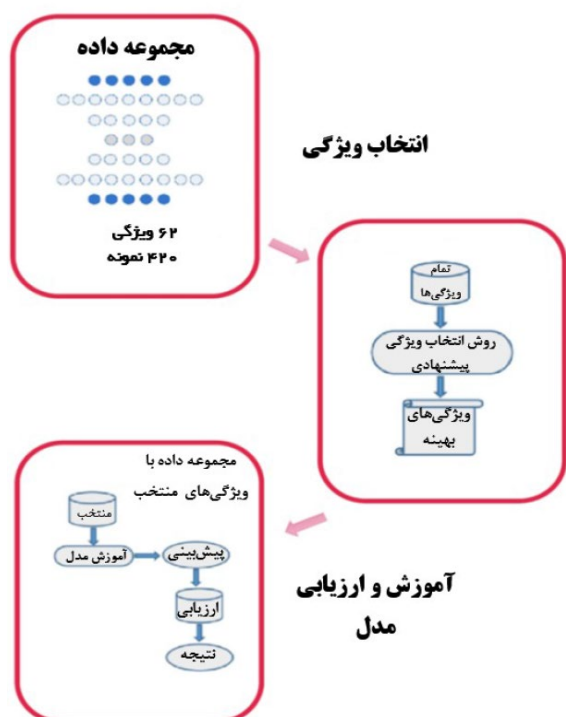 مجموعه داده
۶۲ ویژگی
۴۲۰ نمونه
انتخاب ویژگی
تمام
ویژگی‌ها
روش انتخاب ویژگی
پیشنهادی
ویژگی‌های
بهینه
مجموعه داده با
ویژگی‌های منتخب
منتخب
آموزش مدل
پیش‌بینی
ارزیابی
نتیجه
آموزش و ارزیابی
مدل